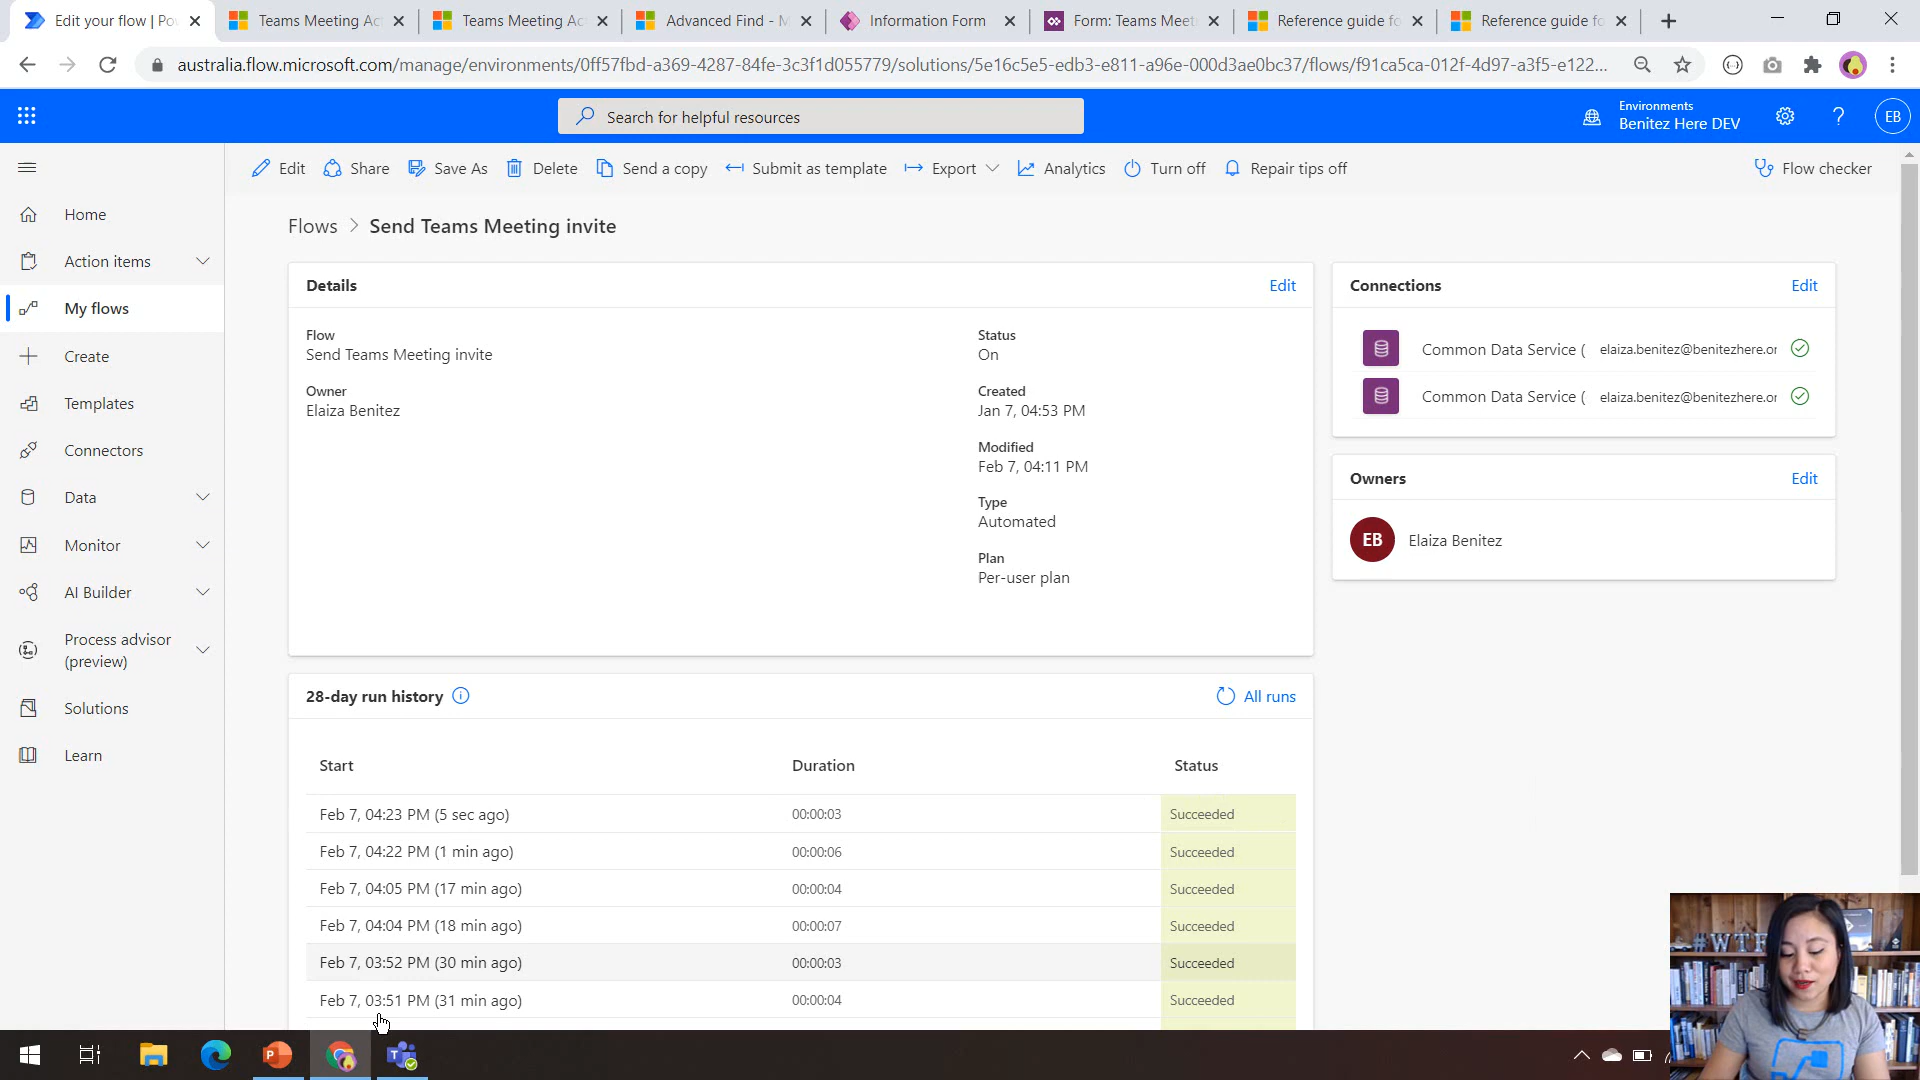 Edit your flow | Po
Teams Meeting Ac
Teams Meeting Ac
Advanced Find - M
Information Form
Form: Teams Meet
Reference guide fo
Reference guide fo
australia.flow.microsoft.com/manage/environments/0ff57fbd-a369-4287-84fe-3c3f1d055779/solutions/5e16c5e5-edb3-e811-a96e-000d3ae0bc37/flows/f91ca5ca-012f-4d97-a3f5-e122...
Search for helpful resources
Environments
Benitez Here DEV
EB
Edit
Share
Save As
Delete
Send a copy
Submit as template
Export
Analytics
Turn off
Repair tips off
Flow checker
Home
Action items
My flows
Create
Templates
Connectors
Data
Monitor
AI Builder
Process advisor
(preview)
Solutions
Learn
Flows > Send Teams Meeting invite
Details
Edit
Flow
Send Teams Meeting invite
Owner
Elaiza Benitez
Status
On
Created
Jan 7, 04:53 PM
Modified
Feb 7, 04:11 PM
Type
Automated
Plan
Per-user plan
Connections
Edit
Common Data Service ( elaiza.benitez@benitezhere.or
Common Data Service ( elaiza.benitez@benitezhere.or
Owners
Edit
EB
Elaiza Benitez
28-day run history
All runs
Start Duration Status
Feb 7, 04:23 PM (5 sec ago) 00:00:03 Succeeded
Feb 7, 04:22 PM (1 min ago) 00:00:06 Succeeded
Feb 7, 04:05 PM (17 min ago) 00:00:04 Succeeded
Feb 7, 04:04 PM (18 min ago) 00:00:07 Succeeded
Feb 7, 03:52 PM (30 min ago) 00:00:03 Succeeded
Feb 7, 03:51 PM (31 min ago) 00:00:04 Succeeded
#WTF